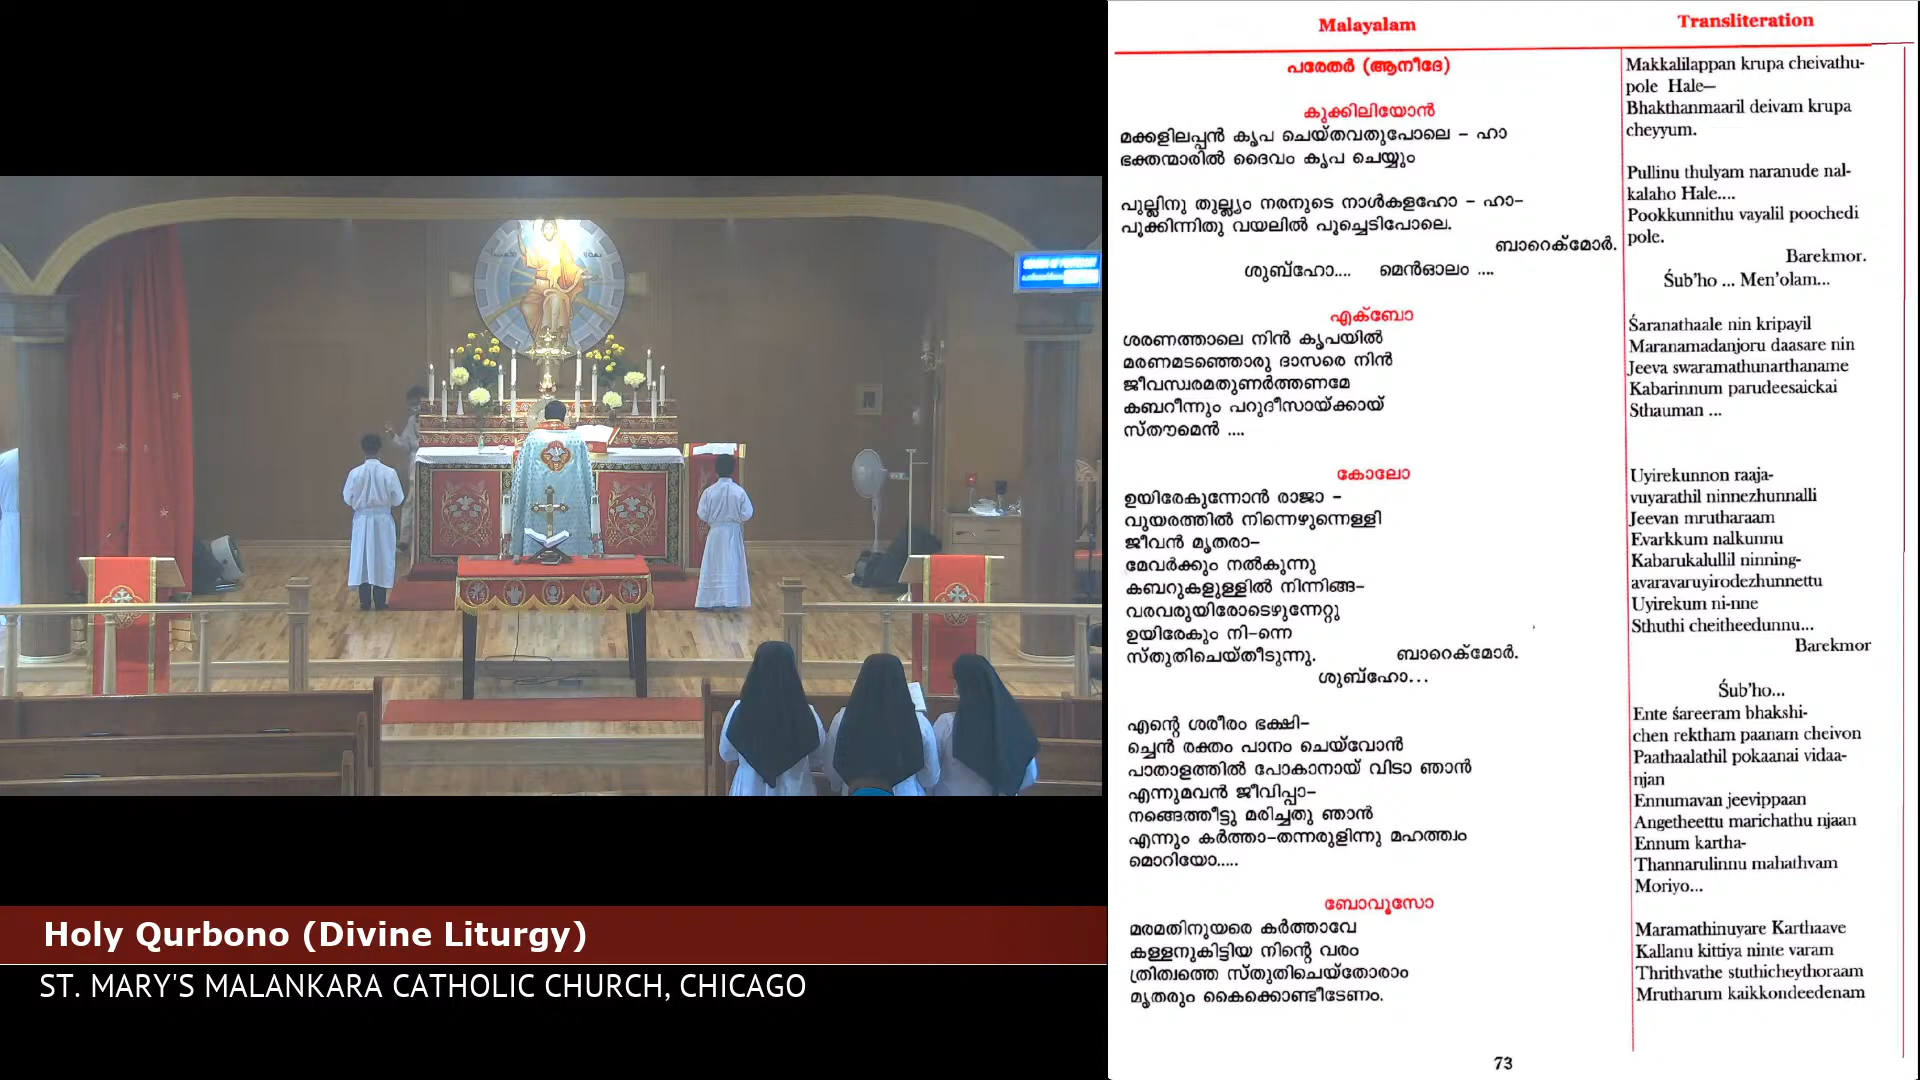 Holy Qurbono (Divine Liturgy)
ST. MARY'S MALANKARA CATHOLIC CHURCH, CHICAGO
Malayalam
പരേതർ (ആനീദേ)
കുക്കിലിയോൻ
മക്കളിലപ്പൻ കൃപ ചെയ്തവതുപോലെ – ഹാ
ഭക്തന്മാരിൽ ദൈവം കൃപ ചെയ്യും
പുല്ലിനു തുല്ല്യം നരനുടെ നാൾകളഹോ – ഹാ–
പൂക്കിന്നിതു വയലിൽ പൂച്ചെടിപോലെ.
ബാറെക്മോർ.
ശുബ്ഹോ.... മെൻഓലം ....
എക്ബോ
ശരണത്താലെ നിൻ കൃപയിൽ
മരണമടഞ്ഞൊരു ദാസരെ നിൻ
ജീവസ്വരമതുണർത്തണമേ
കബറീന്നും പറുദീസായ്ക്കായ്
സ്തൗമെൻ ....
കോലോ
ഉയിരേകുന്നോൻ രാജാ –
വുയരത്തിൽ നിന്നെഴുന്നെള്ളി
ജീവൻ മൃതരാ–
മേവർക്കും നൽകുന്നു
കബറുകളുള്ളിൽ നിന്നിങ്ങ–
വരവരുയിരോടെഴുന്നേറ്റു
ഉയിരേകും നി–ന്നെ
സ്തുതിചെയ്തീടുന്നു. ബാറെക്മോർ.
ശുബ്ഹോ...
എന്റെ ശരീരം ഭക്ഷി–
ച്ചെൻ രക്തം പാനം ചെയ്‌വോൻ
പാതാളത്തിൽ പോകാനായ് വിടാ ഞാൻ
എന്നുമവൻ ജീവിപ്പാ–
നങ്ങെത്തീട്ടു മരിച്ചതു ഞാൻ
എന്നും കർത്താ–തന്നരുളിന്നു മഹത്ത്വം
മൊറിയോ.....
ബോവൂസോ
മരമതിനുയരെ കർത്താവേ
കള്ളനുകിട്ടിയ നിന്റെ വരം
ത്രിത്വത്തെ സ്തുതിചെയ്തോരാം
മൃതരും കൈക്കൊണ്ടീടേണം.
Transliteration
Makkalilappan krupa cheivathu-
pole Hale—
Bhakthanmaaril deivam krupa
cheyyum.
Pullinu thulyam naranude nal-
kalaho Hale....
Pookkunnithu vayalil poochedi
pole.
Barekmor.
Śub’ho ... Men’olam...
Śaranathaale nin kripayil
Maranamadanjoru daasare nin
Jeeva swaramathunarthaname
Kabarinnum parudeesaickai
Sthauman ...
Uyirekunnon raaja-
vuyarathil ninnezhunnalli
Jeevan mrutharaam
Evarkkum nalkunnu
Kabarukalullil ninning-
avaravaruyirodezhunnettu
Uyirekum ni-nne
Sthuthi cheitheedunnu...
Barekmor
Śub’ho...
Ente śareeram bhakshi-
chen rektham paanam cheivon
Paathaalathil pokaanai vidaa-
njan
Ennumavan jeevippaan
Angetheettu marichathu njaan
Ennum kartha-
Thannarulinnu mahathvam
Moriyo...
Maramathinuyare Karthaave
Kallanu kittiya ninte varam
Thrithvathe stuthicheythoraam
Mrutharum kaikkondeedenam
73